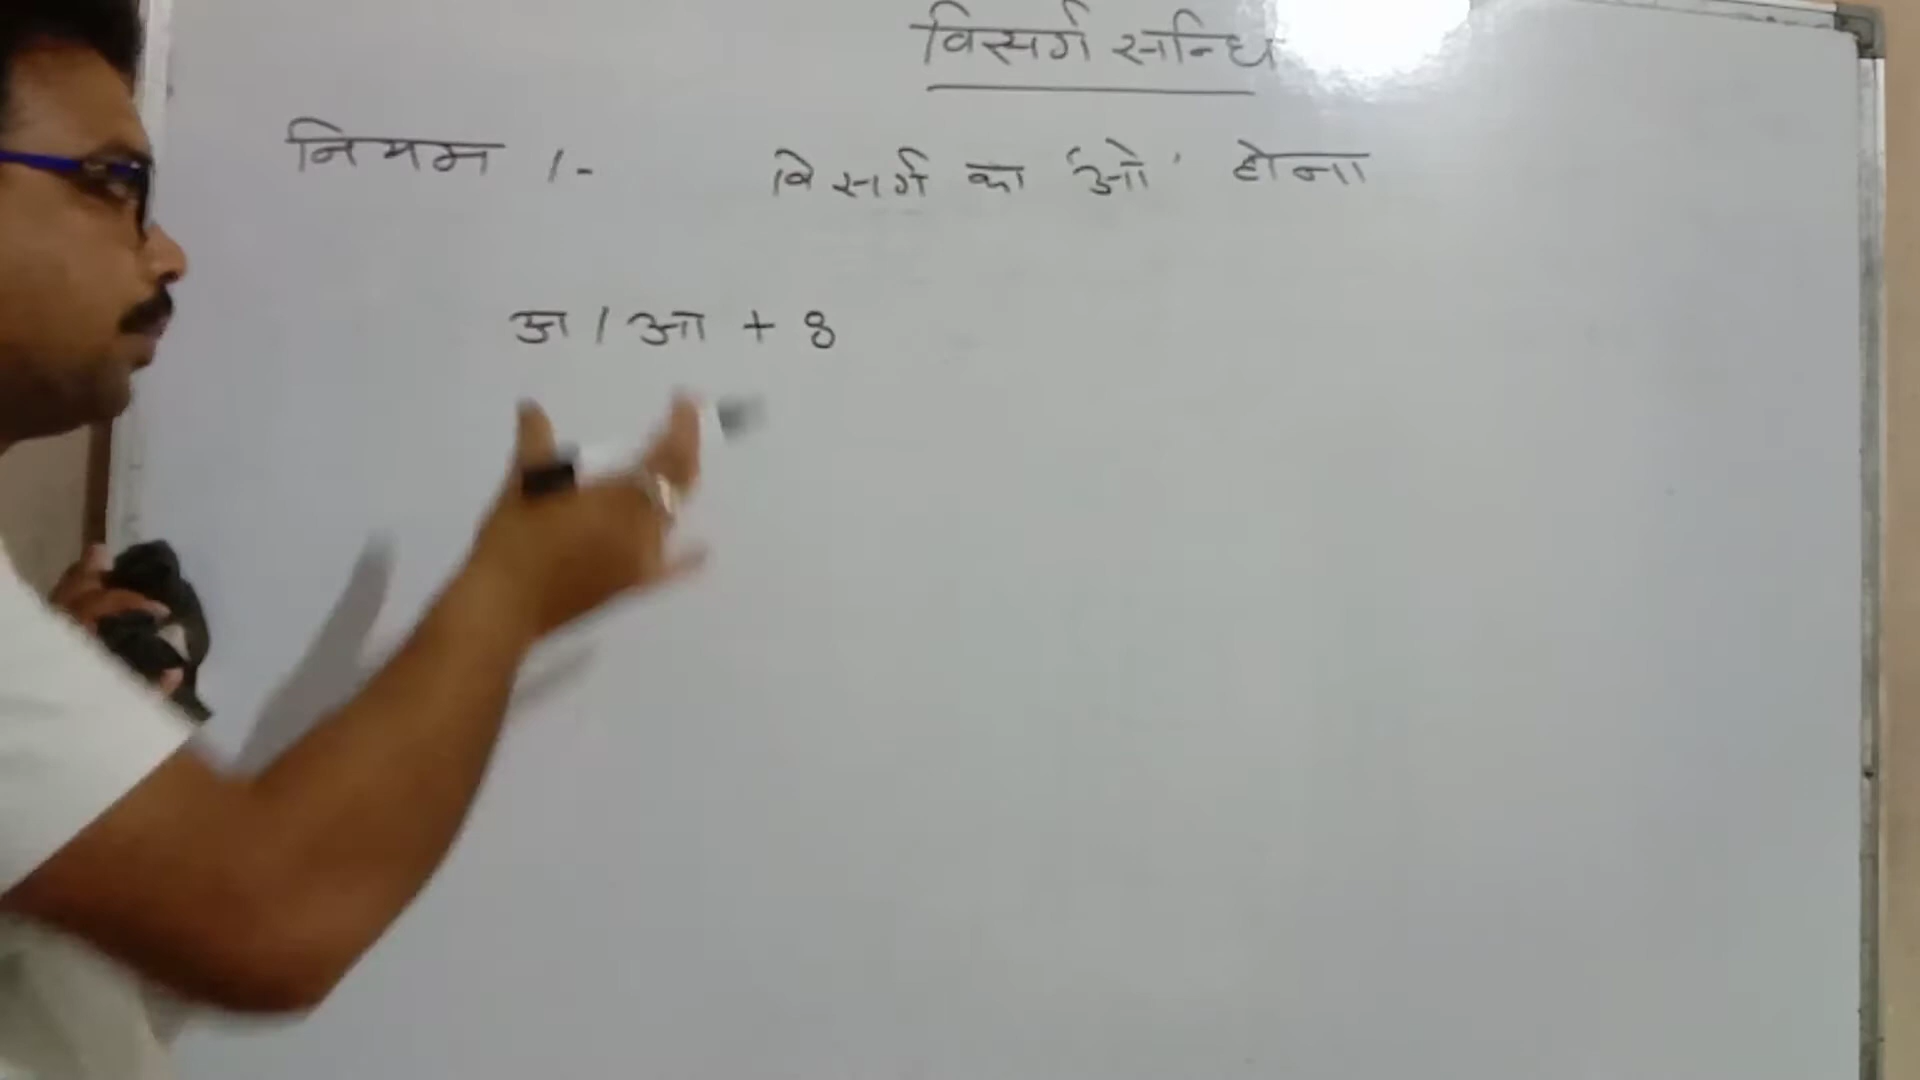 विसर्ग सन्धि
नियम 1- विसर्ग का 'ओ' होना
अ / आ + ः